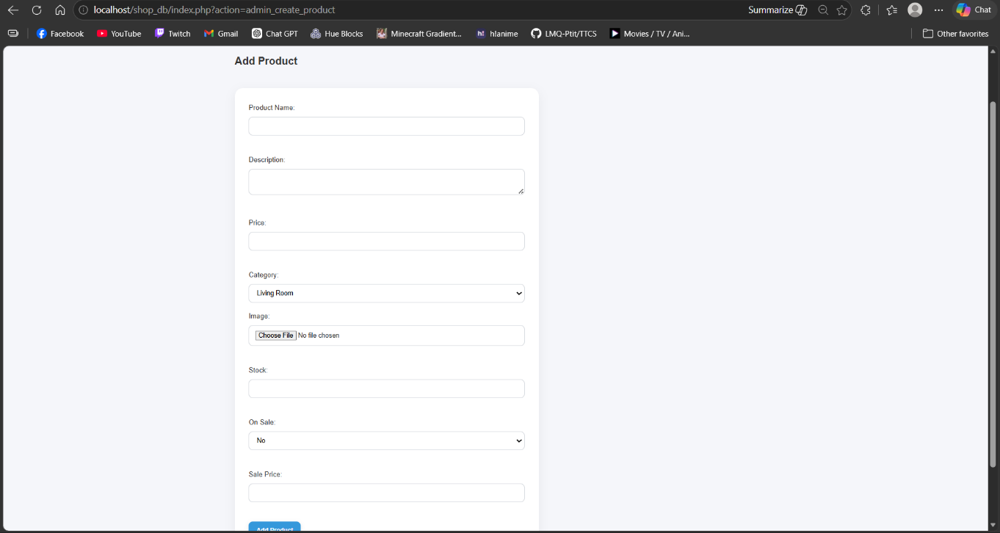 localhost/shop_db/index.php?action=admin_create_product
Summarize
Chat
Facebook
YouTube
Twitch
Gmail
Chat GPT
Hue Blocks
Minecraft Gradient...
h!
h!anime
LMQ-Ptit/TTCS
Movies / TV / Ani...
Other favorites
Add Product
Product Name:
Description:
Price:
Category:
Living Room
Image:
Choose File No file chosen
Stock:
On Sale:
No
Sale Price:
Add Product